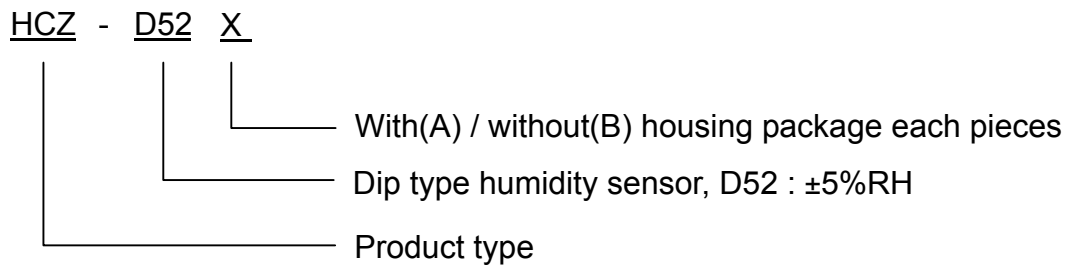 HCZ - D52 X
With(A) / without(B) housing package each pieces
Dip type humidity sensor, D52 : ±5%RH
Product type